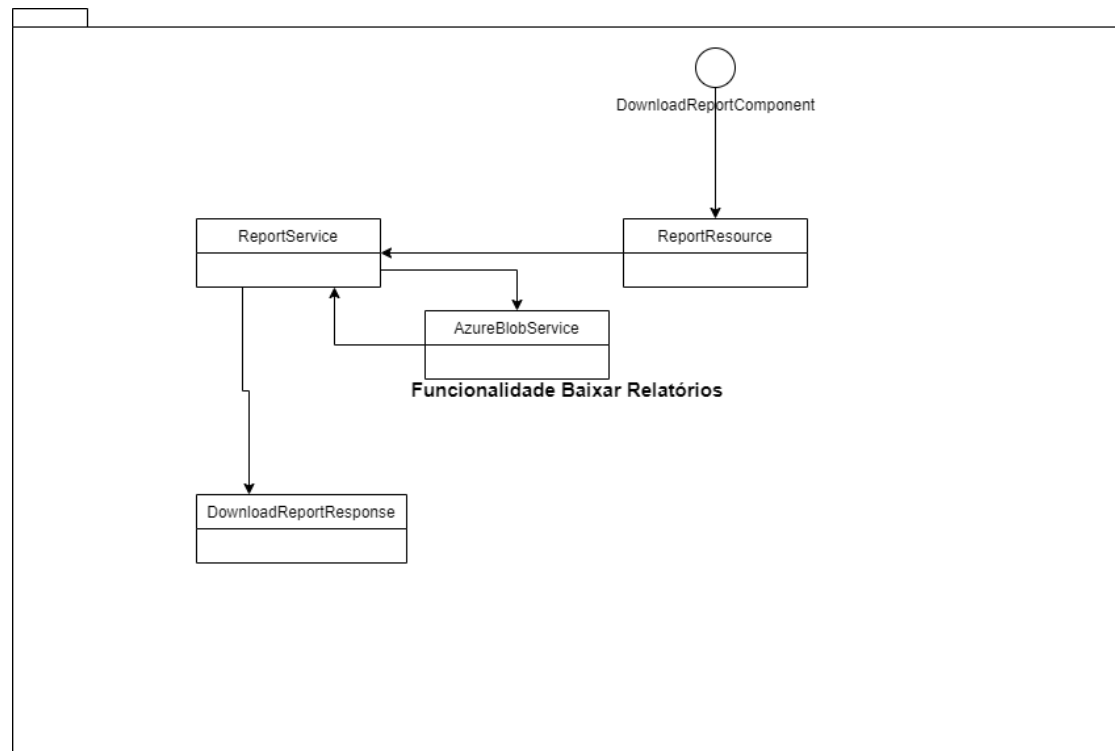 DownloadReportComponent
ReportService
ReportResource
AzureBlobService
Funcionalidade Baixar Relatórios
DownloadReportResponse